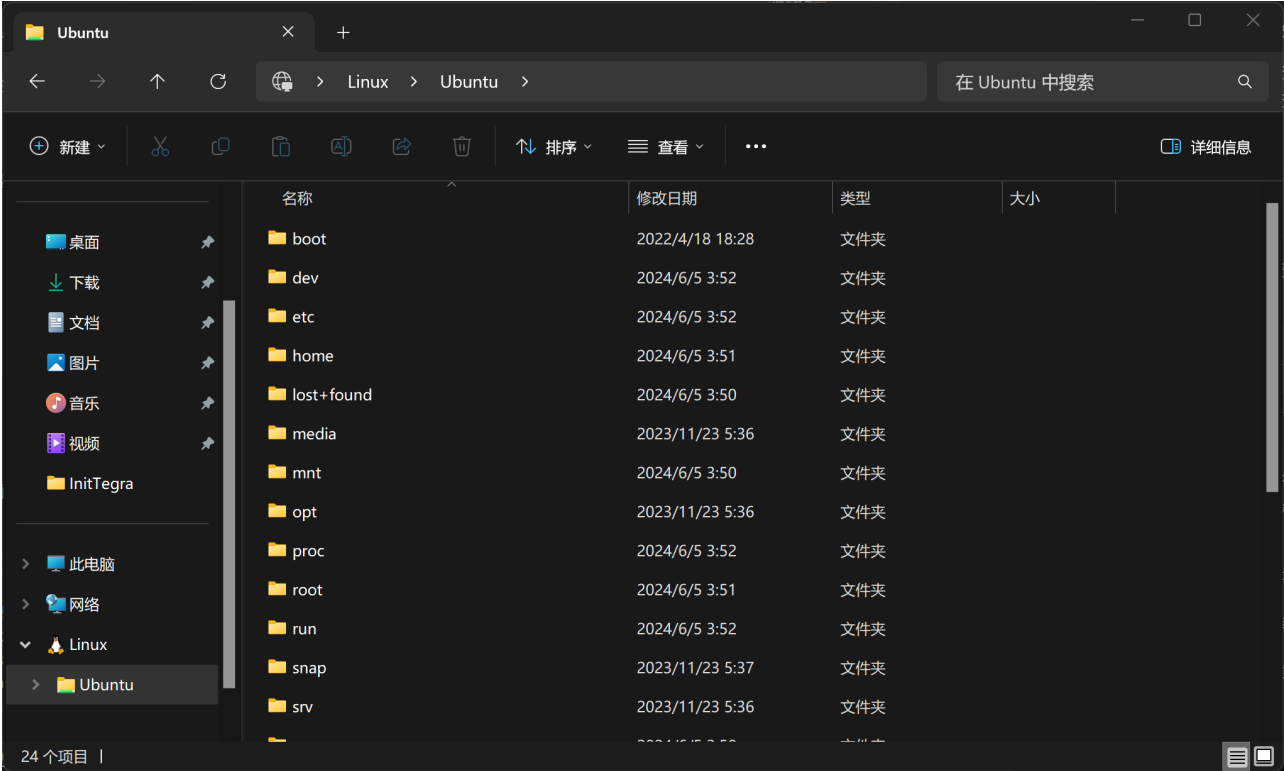 Ubuntu
Linux > Ubuntu >
在 Ubuntu 中搜索
新建
排序
查看
详细信息
名称 修改日期 类型 大小
桌面
下载
文档
图片
音乐
视频
InitTegra
此电脑
网络
Linux
Ubuntu
boot 2022/4/18 18:28 文件夹
dev 2024/6/5 3:52 文件夹
etc 2024/6/5 3:52 文件夹
home 2024/6/5 3:51 文件夹
lost+found 2024/6/5 3:50 文件夹
media 2023/11/23 5:36 文件夹
mnt 2024/6/5 3:50 文件夹
opt 2023/11/23 5:36 文件夹
proc 2024/6/5 3:52 文件夹
root 2024/6/5 3:51 文件夹
run 2024/6/5 3:52 文件夹
snap 2023/11/23 5:37 文件夹
srv 2023/11/23 5:36 文件夹
24 个项目